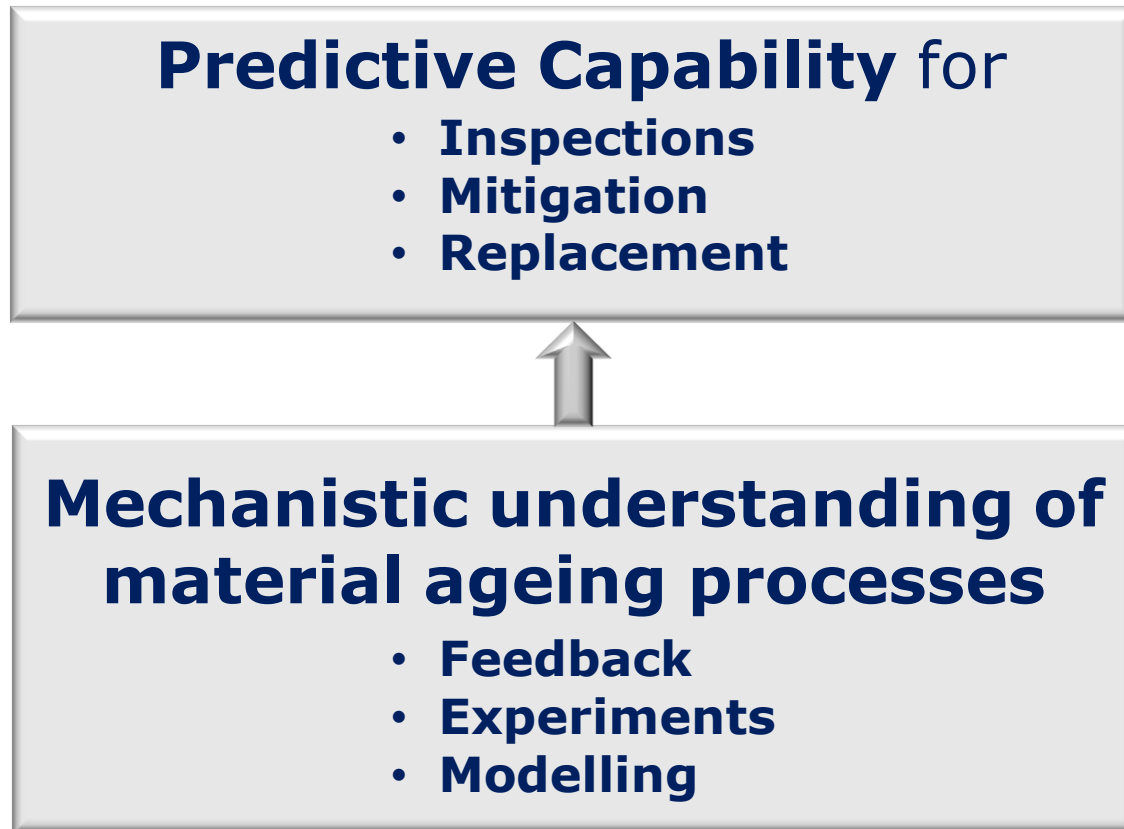 Predictive Capability for
• Inspections
• Mitigation
• Replacement
Mechanistic understanding of
material ageing processes
• Feedback
• Experiments
• Modelling